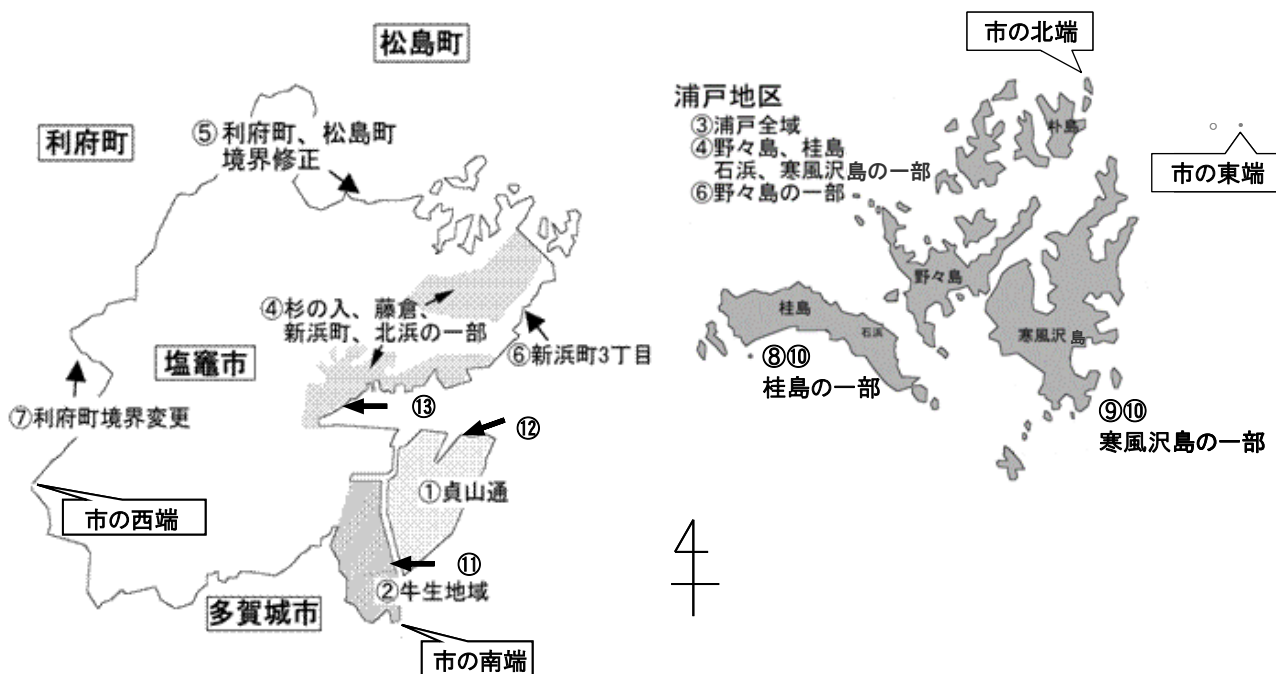 松島町
利府町
⑤利府町、松島町
境界修正
④杉の入、藤倉、
新浜町、北浜の一部
⑥新浜町3丁目
塩竈市
⑦利府町境界変更
⑬
⑫
①貞山通
市の西端
⑪
②牛生地域
多賀城市
市の南端
市の北端
浦戸地区
③浦戸全域
④野々島、桂島
石浜、寒風沢島の一部
⑥野々島の一部
朴島
市の東端
野々島
桂島
石浜
寒風沢島
⑧⑩
桂島の一部
⑨⑩
寒風沢島の一部